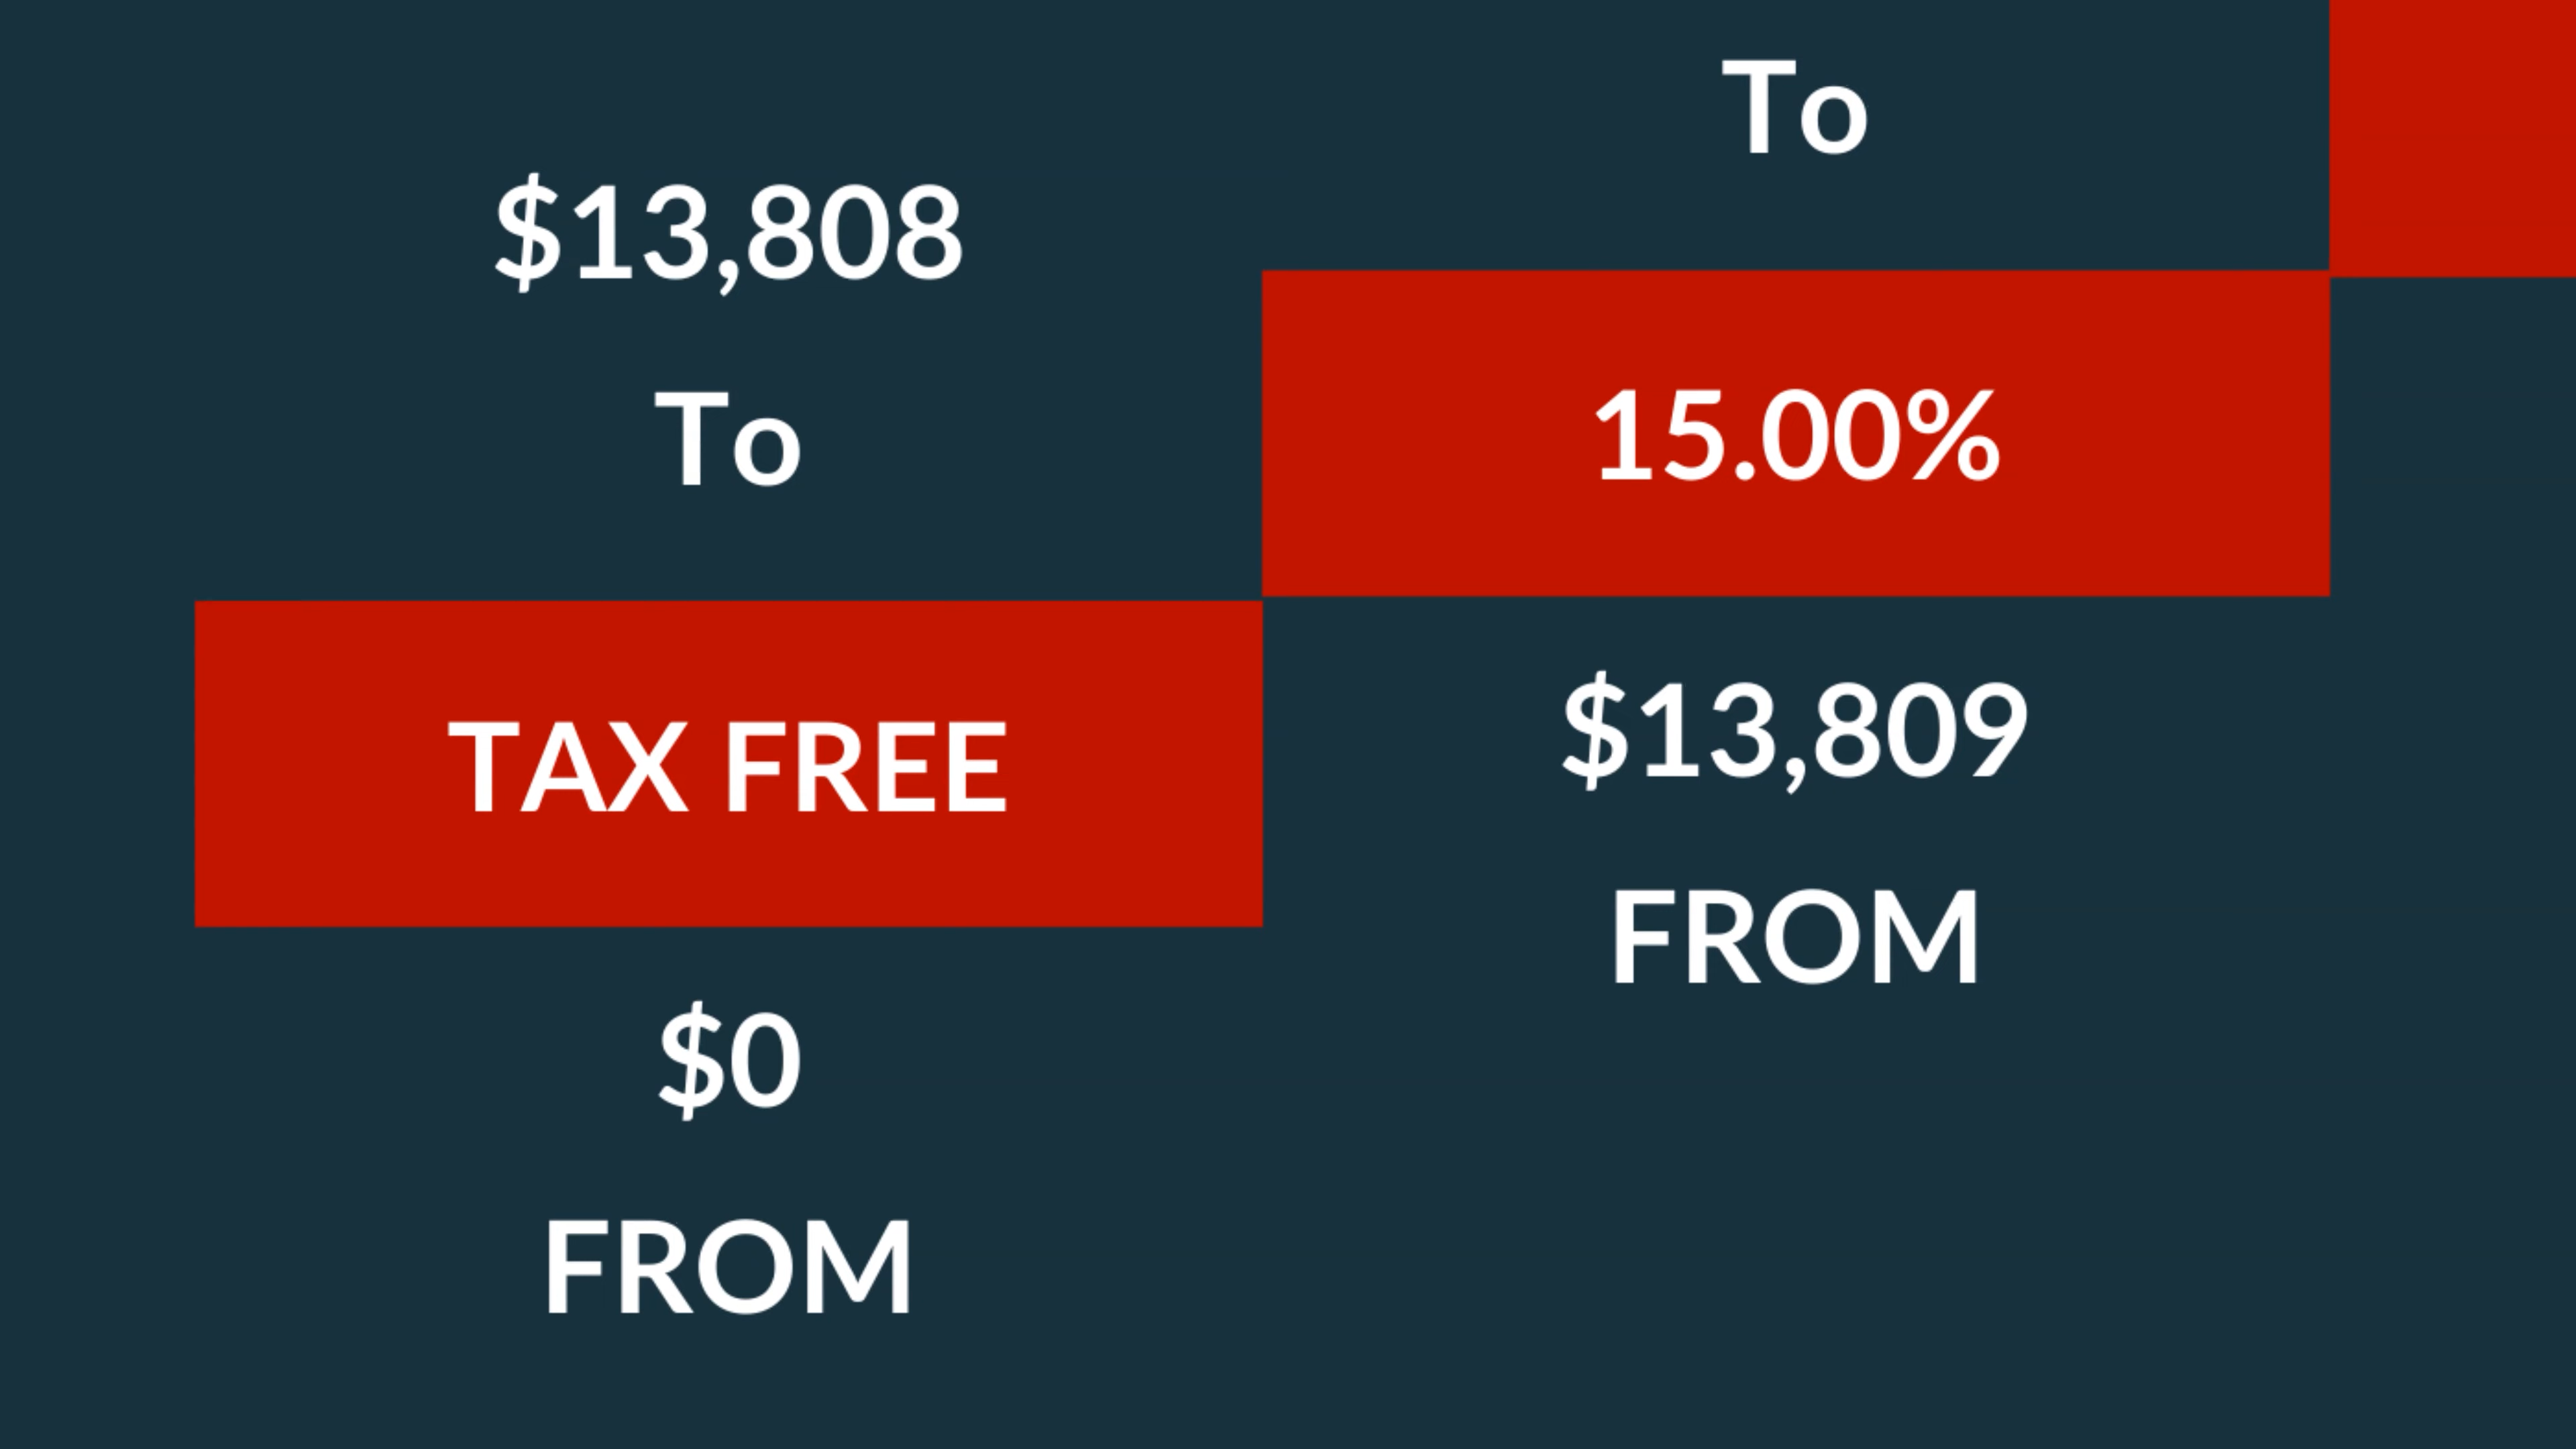 $13,808
To
TAX FREE
$0
FROM
To
15.00%
$13,809
FROM